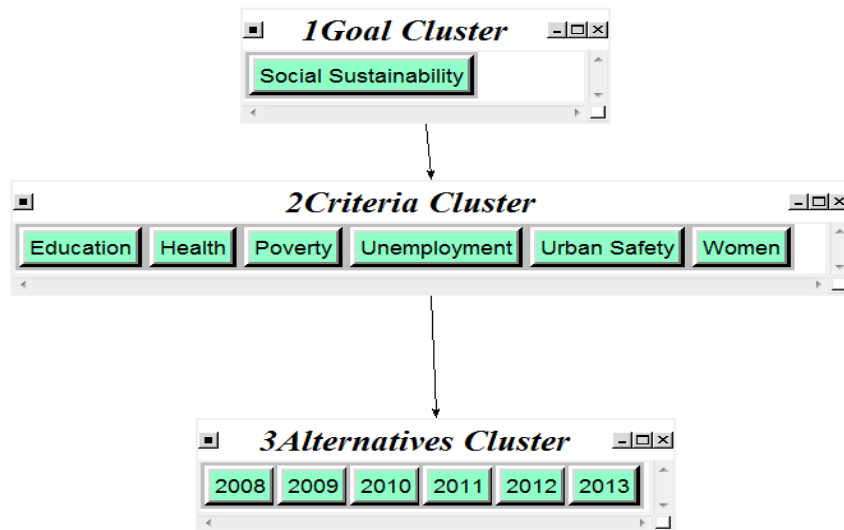 1Goal Cluster
Social Sustainability
2Criteria Cluster
Education Health Poverty Unemployment Urban Safety Women
3Alternatives Cluster
2008 2009 2010 2011 2012 2013